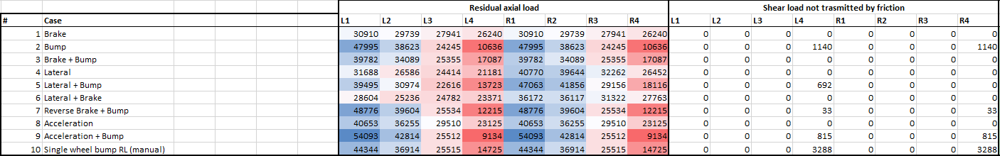 Residual axial load Shear load not trasmitted by friction
# Case L1 L2 L3 L4 R1 R2 R3 R4 L1 L2 L3 L4 R1 R2 R3 R4
1 Brake 30910 29739 27941 26240 30910 29739 27941 26240 0 0 0 0 0 0 0 0
2 Bump 47995 38623 24245 10636 47995 38623 24245 10636 0 0 0 1140 0 0 0 1140
3 Brake + Bump 39782 34089 25355 17087 39782 34089 25355 17087 0 0 0 0 0 0 0 0
4 Lateral 31688 26586 24414 21181 40770 39644 32262 26452 0 0 0 0 0 0 0 0
5 Lateral + Bump 39495 30974 22616 13723 47063 41856 29156 18116 0 0 0 692 0 0 0 0
6 Lateral + Brake 28604 25236 24782 23371 36172 36117 31322 27763 0 0 0 0 0 0 0 0
7 Reverse Brake + Bump 48776 39604 25534 12215 48776 39604 25534 12215 0 0 0 33 0 0 0 33
8 Acceleration 40653 36255 29510 23125 40653 36255 29510 23125 0 0 0 0 0 0 0 0
9 Acceleration + Bump 54093 42814 25512 9134 54093 42814 25512 9134 0 0 0 815 0 0 0 815
10 Single wheel bump RL (manual) 44344 36914 25515 14725 44344 36914 25515 14725 0 0 0 3288 0 0 0 3288